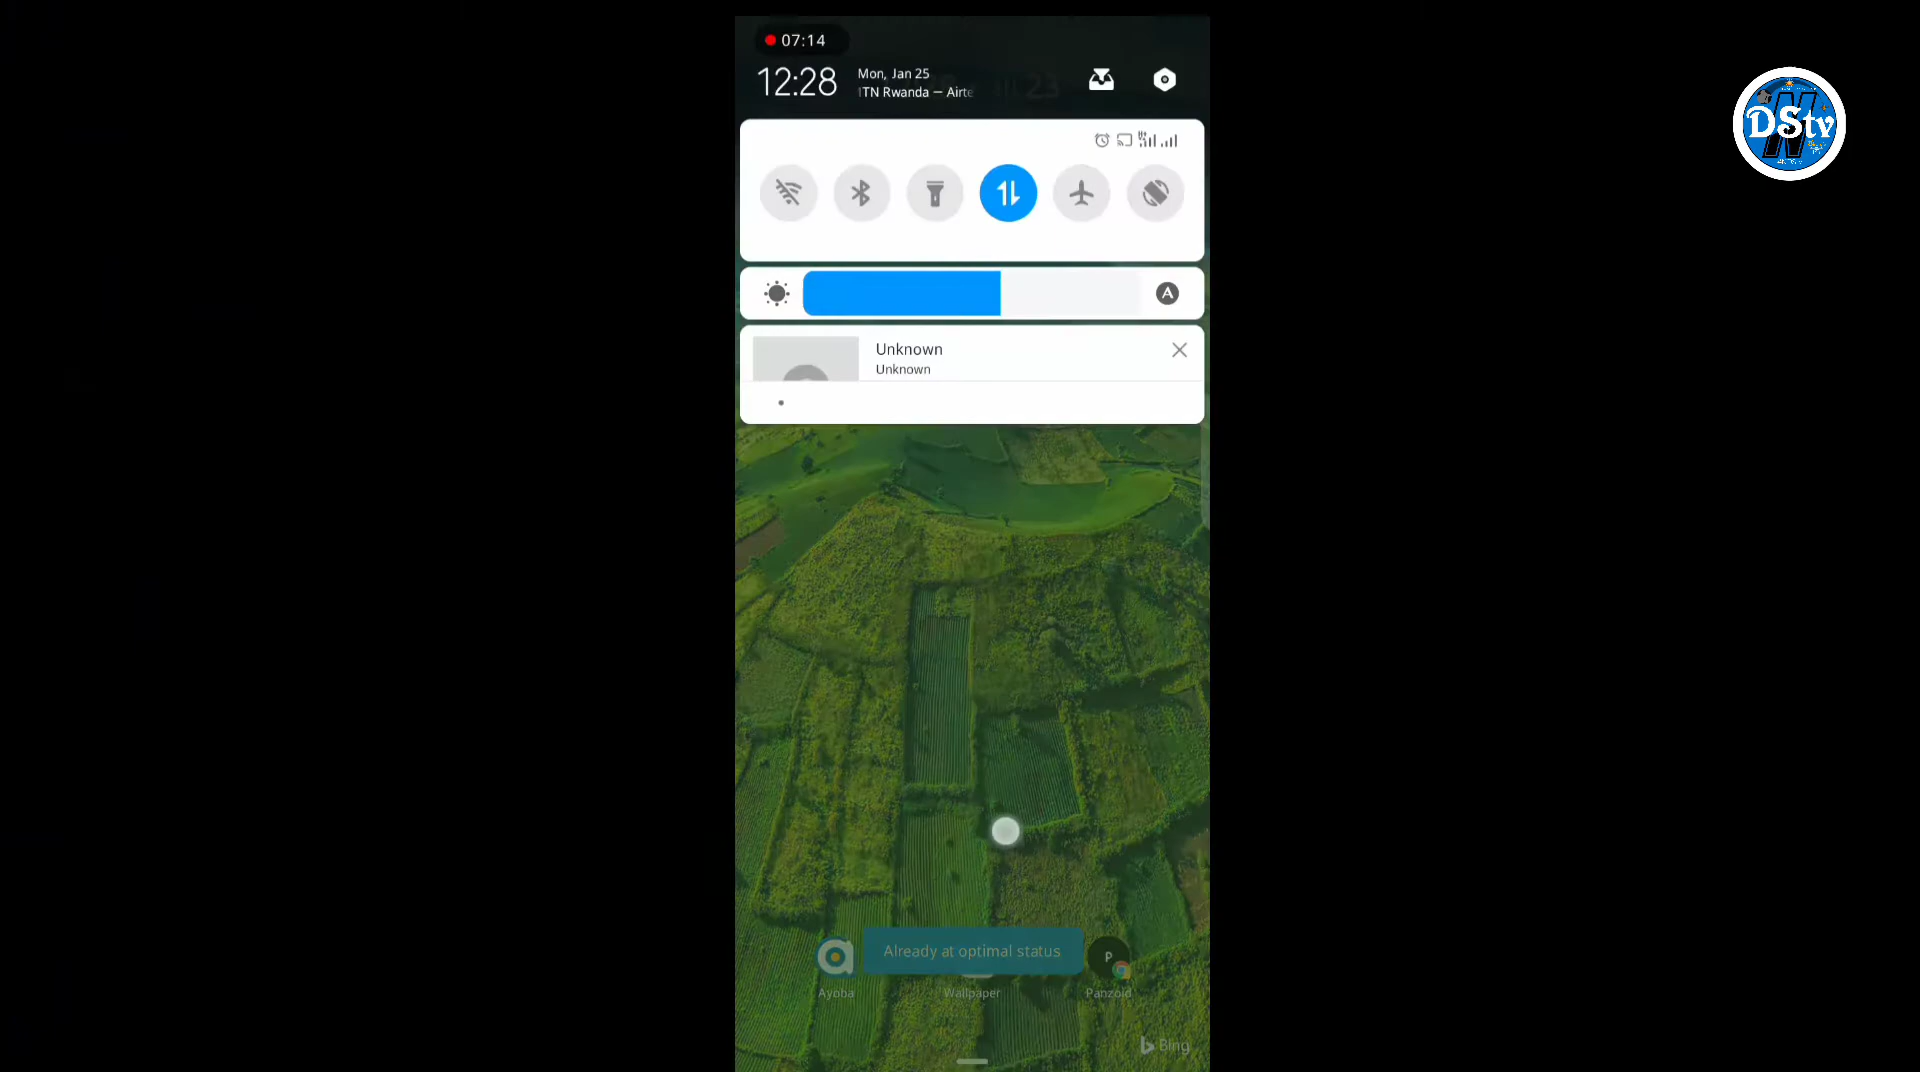 07:14
12:28
Mon, Jan 25
TN Rwanda — Airte
A
Unknown
Unknown
Already at optimal status
P
Ayoba
Wallpaper
Panzoid
Bing
DStv
N